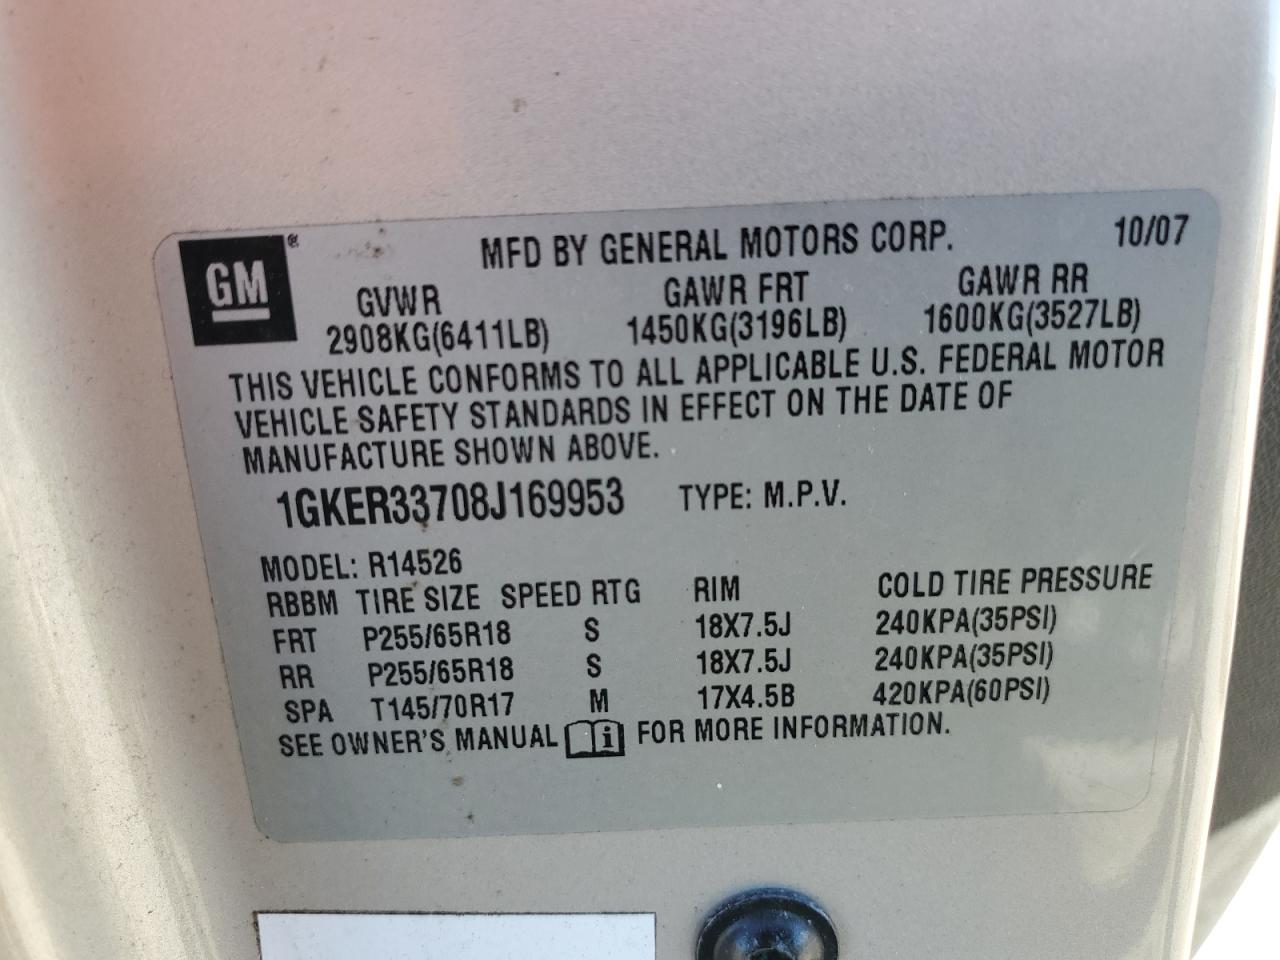 GM ®
MFD BY GENERAL MOTORS CORP. 10/07
GVWR GAWR FRT GAWR RR
2908KG(6411LB) 1450KG(3196LB) 1600KG(3527LB)
THIS VEHICLE CONFORMS TO ALL APPLICABLE U.S. FEDERAL MOTOR
VEHICLE SAFETY STANDARDS IN EFFECT ON THE DATE OF
MANUFACTURE SHOWN ABOVE.
1GKER33708J169953 TYPE: M.P.V.
MODEL: R14526
RBBM TIRE SIZE SPEED RTG RIM COLD TIRE PRESSURE
FRT P255/65R18 S 18X7.5J 240KPA(35PSI)
RR P255/65R18 S 18X7.5J 240KPA(35PSI)
SPA T145/70R17 M 17X4.5B 420KPA(60PSI)
SEE OWNER'S MANUAL i FOR MORE INFORMATION.